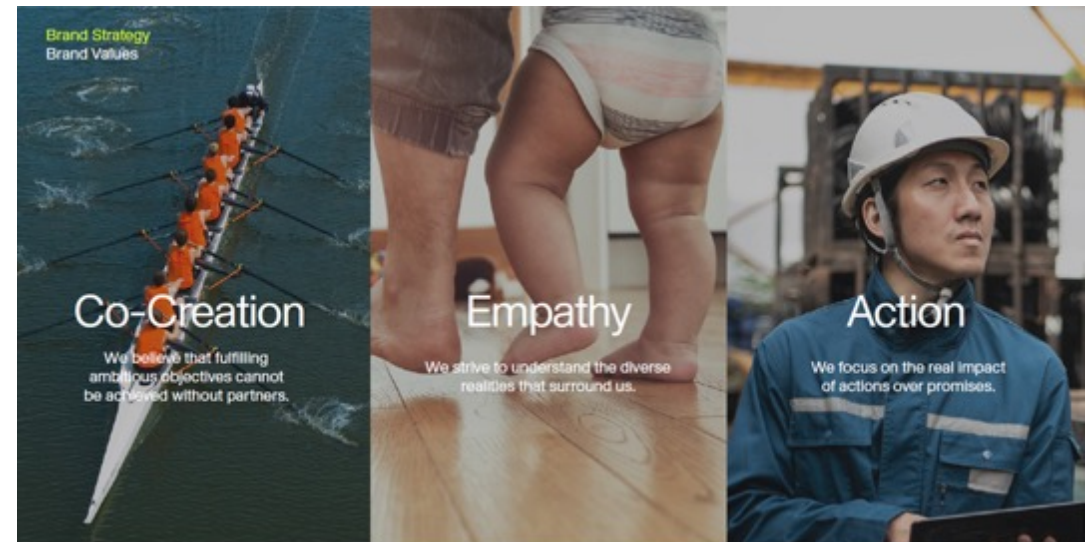 Brand Strategy
Brand Values
Co-Creation
We believe that fulfilling
ambitious objectives cannot
be achieved without partners.
Empathy
We strive to understand the diverse
realities that surround us.
Action
We focus on the real impact
of actions over promises.